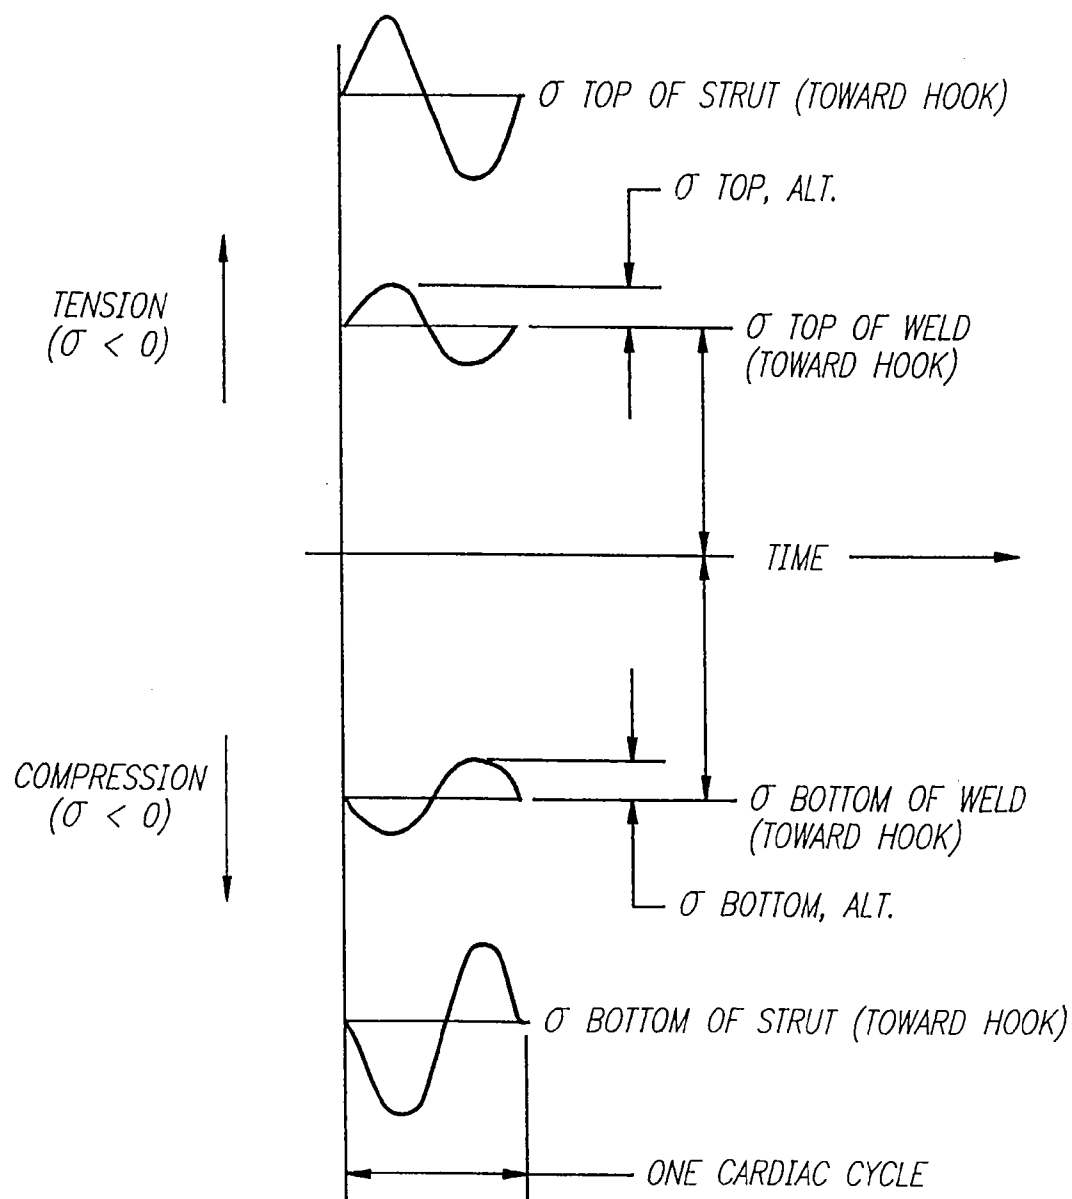 σ TOP OF STRUT (TOWARD HOOK)
σ TOP, ALT.
TENSION
(σ < 0)
σ TOP OF WELD
(TOWARD HOOK)
TIME
COMPRESSION
(σ < 0)
σ BOTTOM OF WELD
(TOWARD HOOK)
σ BOTTOM, ALT.
σ BOTTOM OF STRUT (TOWARD HOOK)
ONE CARDIAC CYCLE